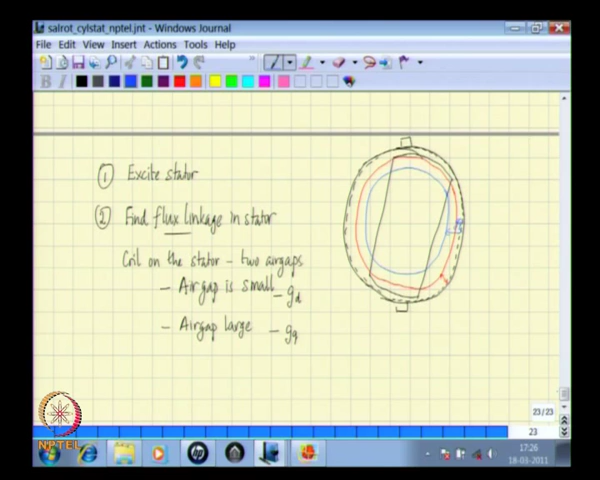 salrot_cylstat_nptel.jnt - Windows Journal
File Edit View Insert Actions Tools Help
① Excite stator
② Find flux linkage in stator
Coil on the stator – two airgaps
– Airgap is small – gd
– Airgap large – gq
23/23
23
NPTEL
17:26
18-03-2011